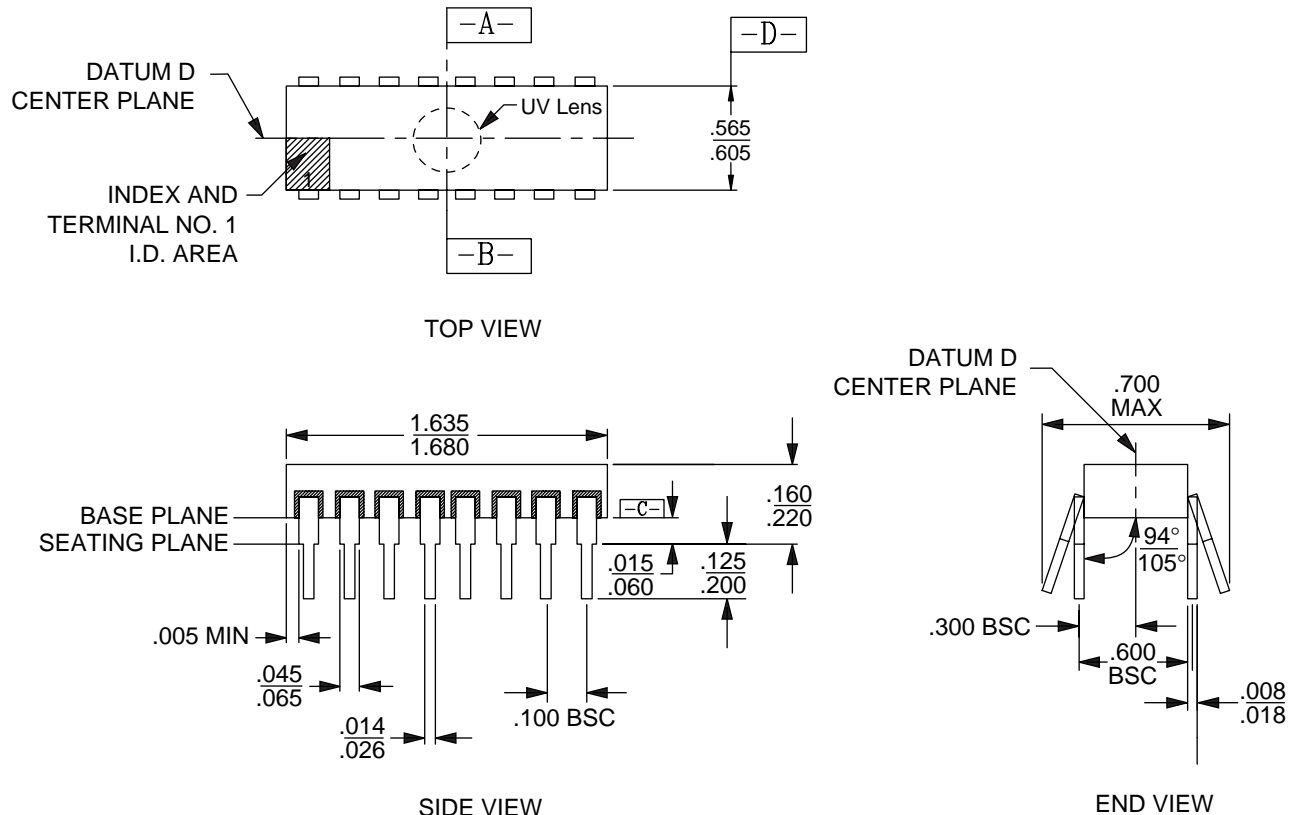 -A-
-D-
DATUM D
CENTER PLANE
UV Lens
.565
.605
1
INDEX AND
TERMINAL NO. 1
I.D. AREA
-B-
TOP VIEW
DATUM D
CENTER PLANE
.700
MAX
1.635
1.680
BASE PLANE
SEATING PLANE
-C-
.160
.220
.015
.060
.125
.200
94°
105°
.005 MIN
.045
.065
.014
.026
.100 BSC
.300 BSC
.600
BSC
.008
.018
SIDE VIEW
END VIEW